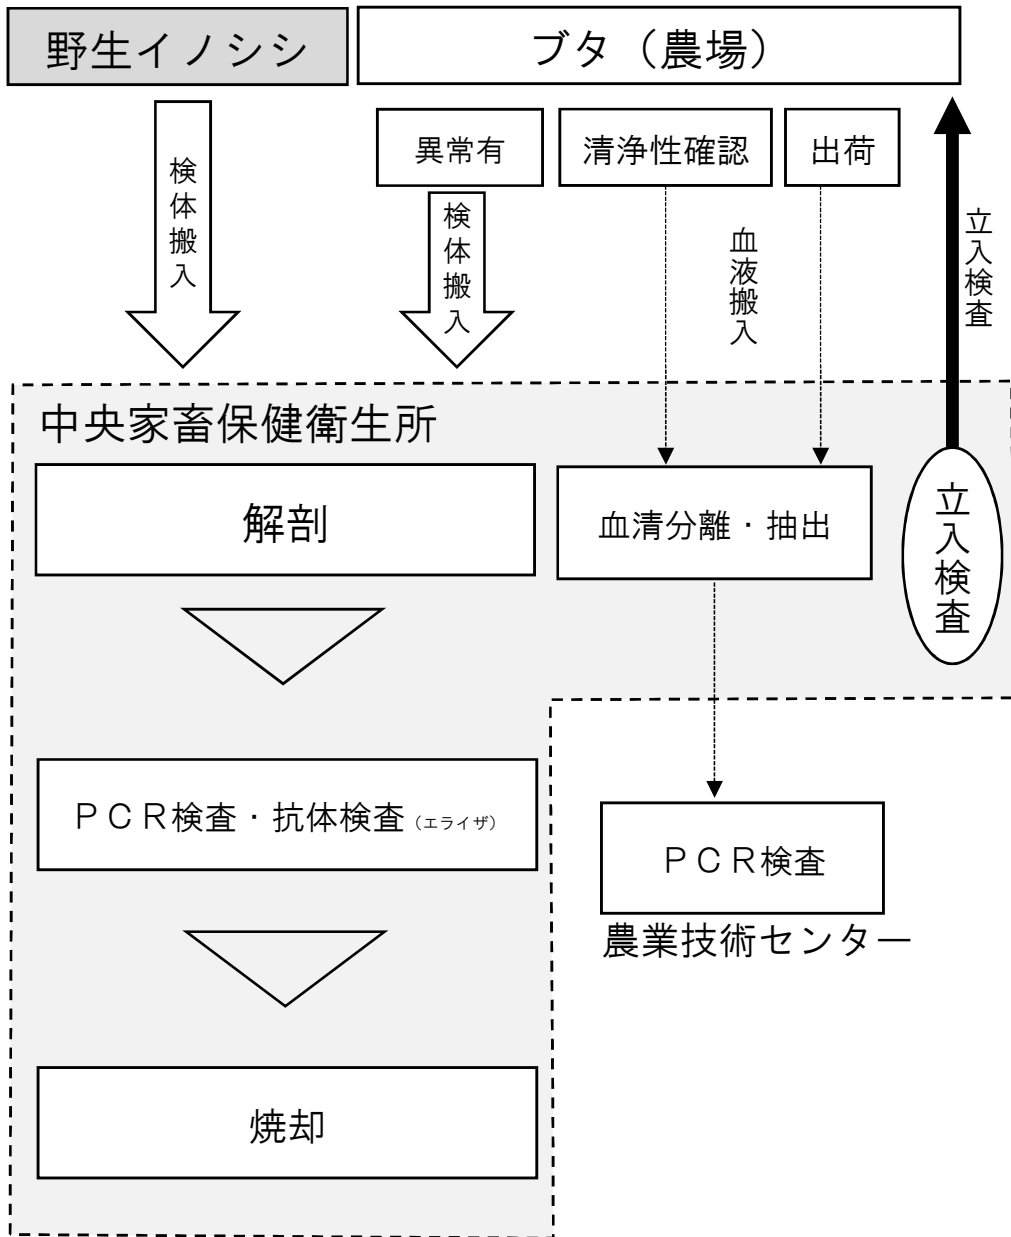 野生イノシシ
ブタ（農場）
異常有
清浄性確認
出荷
検体搬入
検体搬入
血液搬入
立入検査
中央家畜保健衛生所
解剖
血清分離・抽出
立入検査
ＰＣＲ検査・抗体検査（エライザ）
ＰＣＲ検査
農業技術センター
焼却